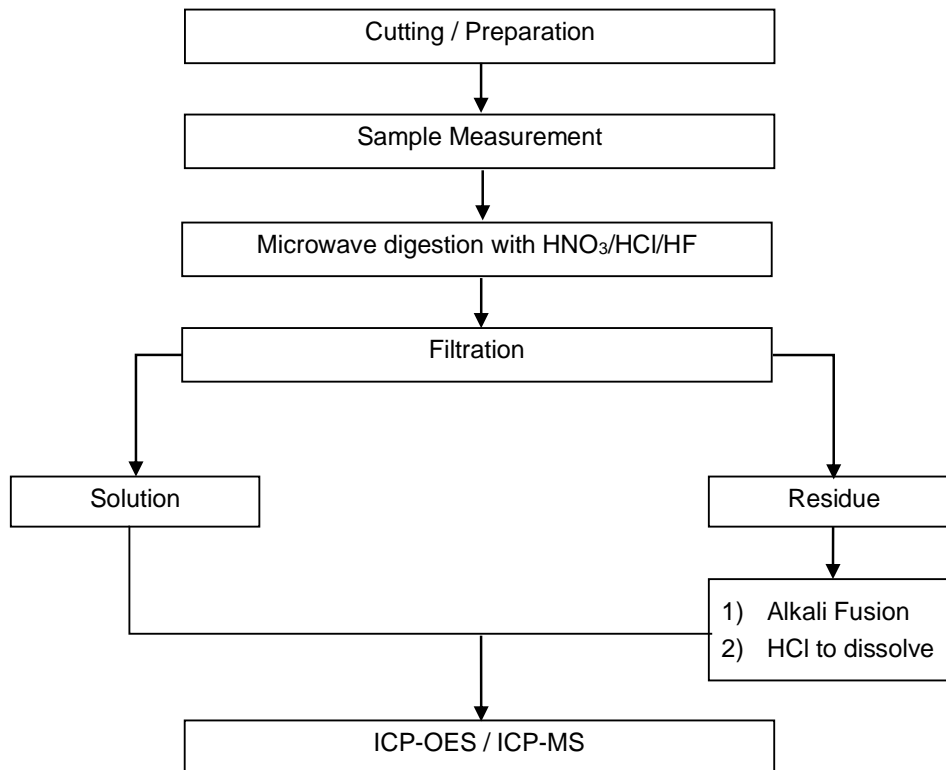 Cutting / Preparation
Sample Measurement
Microwave digestion with HNO₃/HCl/HF
Filtration
Solution
Residue
1) Alkali Fusion
2) HCl to dissolve
ICP-OES / ICP-MS